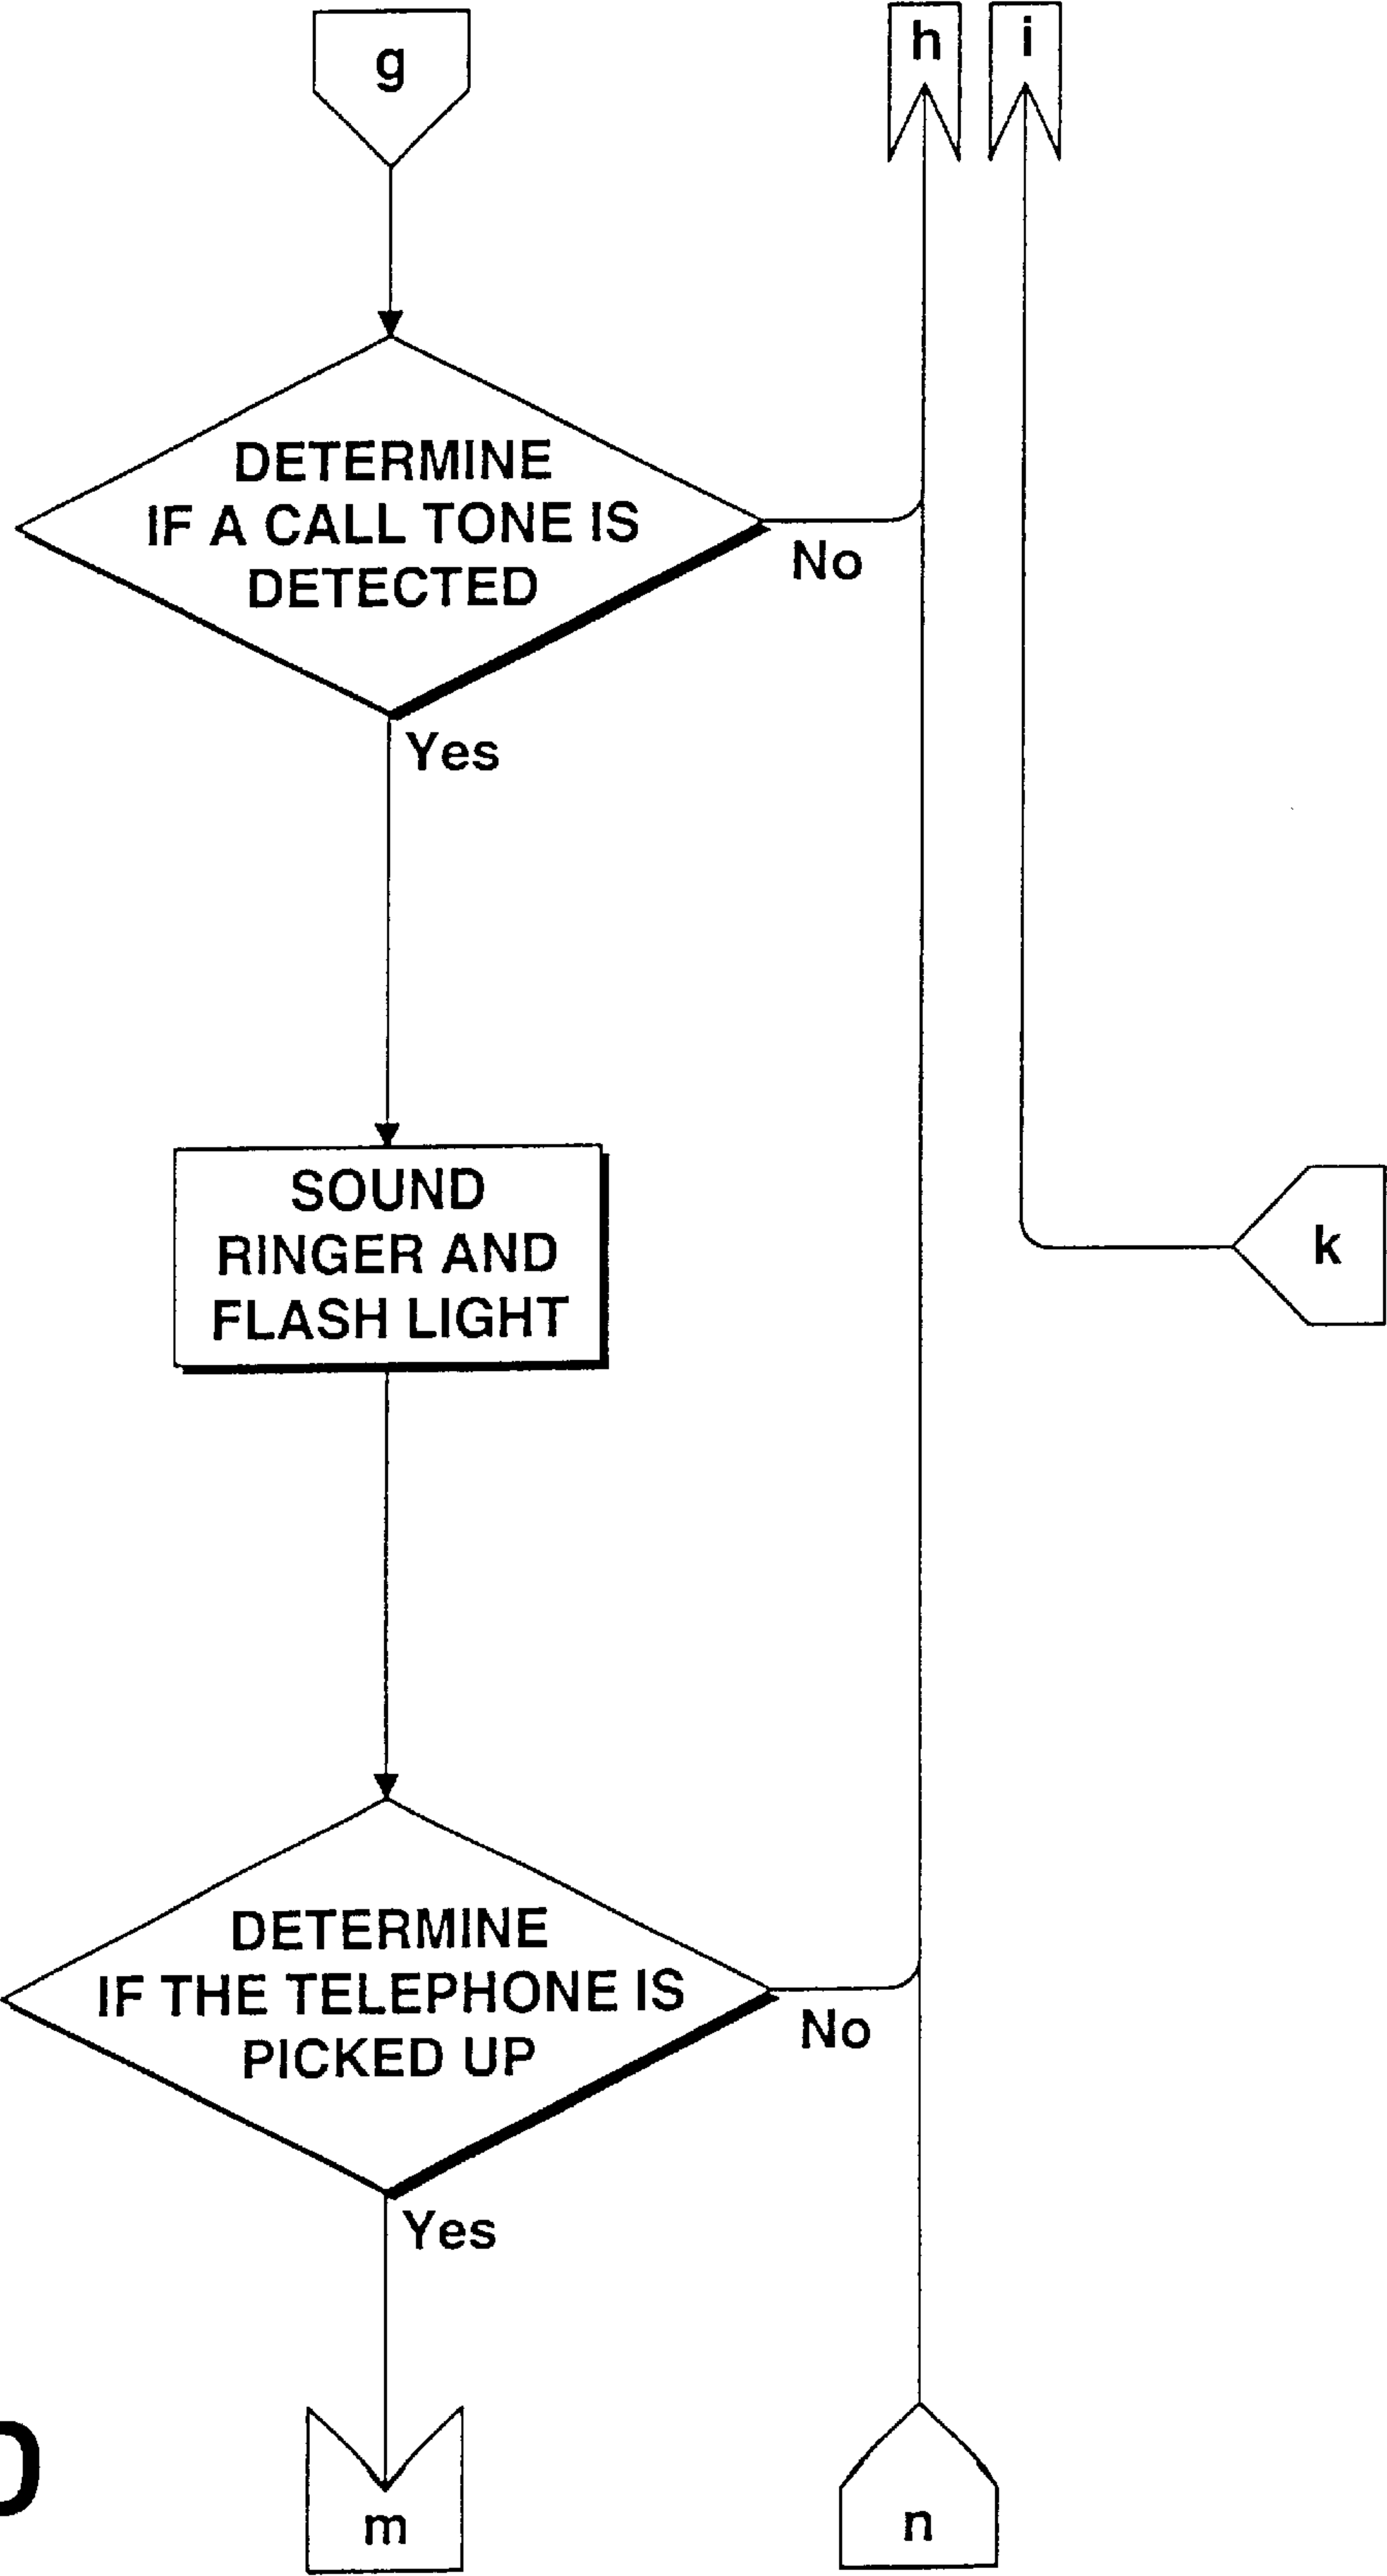 g
h
i
DETERMINE
IF A CALL TONE IS
DETECTED
No
Yes
SOUND
RINGER AND
FLASH LIGHT
k
DETERMINE
IF THE TELEPHONE IS
PICKED UP
No
Yes
m
n